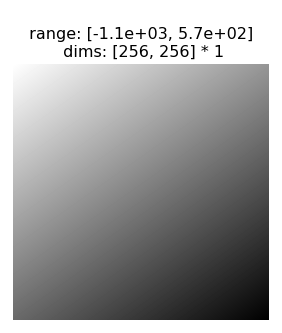 range: [-1.1e+03, 5.7e+02]
dims: [256, 256] * 1